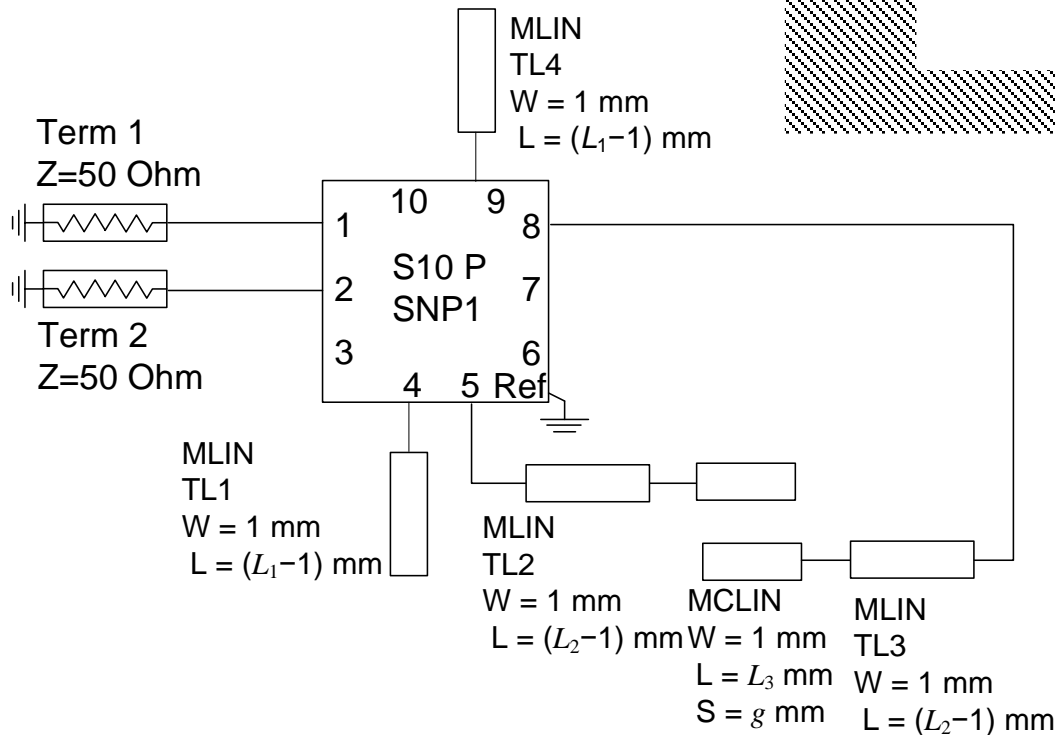 MLIN
TL4
W = 1 mm
L = (L₁−1) mm
Term 1
Z=50 Ohm
10 9
1 8
S10 P
2 7
SNP1
3 6
4 5 Ref
Term 2
Z=50 Ohm
MLIN
TL1
W = 1 mm
L = (L₁−1) mm
MLIN
TL2
W = 1 mm
L = (L₂−1) mm
MCLIN
W = 1 mm
L = L₃ mm
S = g mm
MLIN
TL3
W = 1 mm
L = (L₂−1) mm